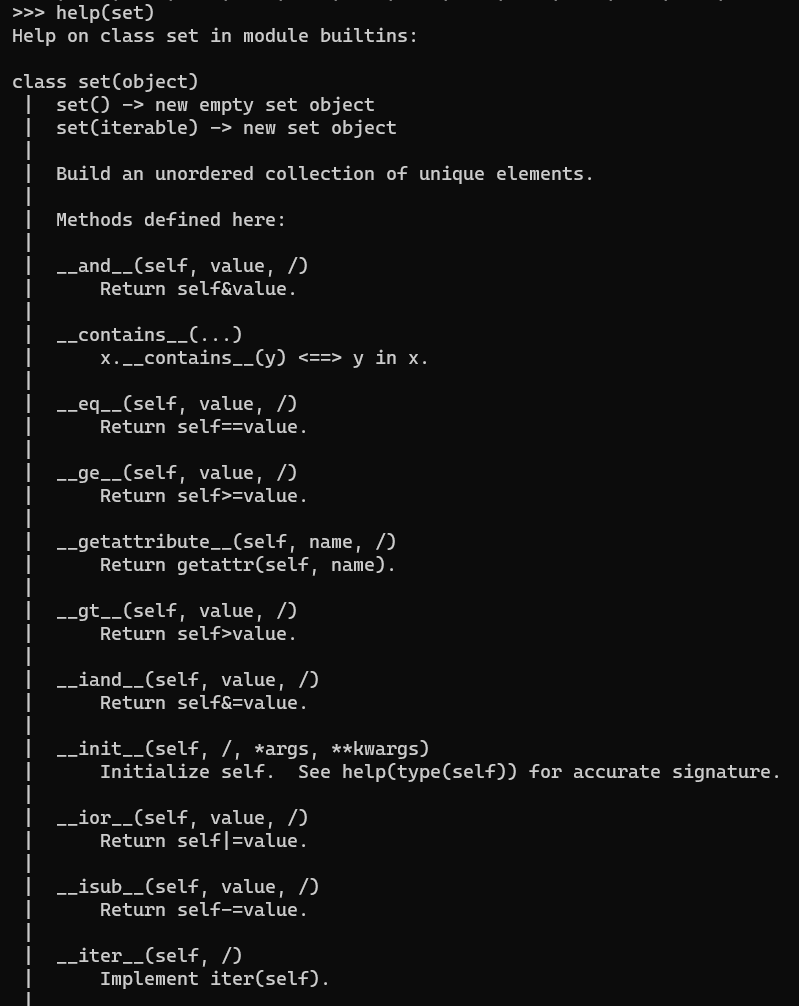 >>> help(set)
Help on class set in module builtins:

class set(object)
 |  set() -> new empty set object
 |  set(iterable) -> new set object
 |
 |  Build an unordered collection of unique elements.
 |
 |  Methods defined here:
 |
 |  __and__(self, value, /)
 |      Return self&value.
 |
 |  __contains__(...)
 |      x.__contains__(y) <==> y in x.
 |
 |  __eq__(self, value, /)
 |      Return self==value.
 |
 |  __ge__(self, value, /)
 |      Return self>=value.
 |
 |  __getattribute__(self, name, /)
 |      Return getattr(self, name).
 |
 |  __gt__(self, value, /)
 |      Return self>value.
 |
 |  __iand__(self, value, /)
 |      Return self&=value.
 |
 |  __init__(self, /, *args, **kwargs)
 |      Initialize self.  See help(type(self)) for accurate signature.
 |
 |  __ior__(self, value, /)
 |      Return self|=value.
 |
 |  __isub__(self, value, /)
 |      Return self-=value.
 |
 |  __iter__(self, /)
 |      Implement iter(self).
 |